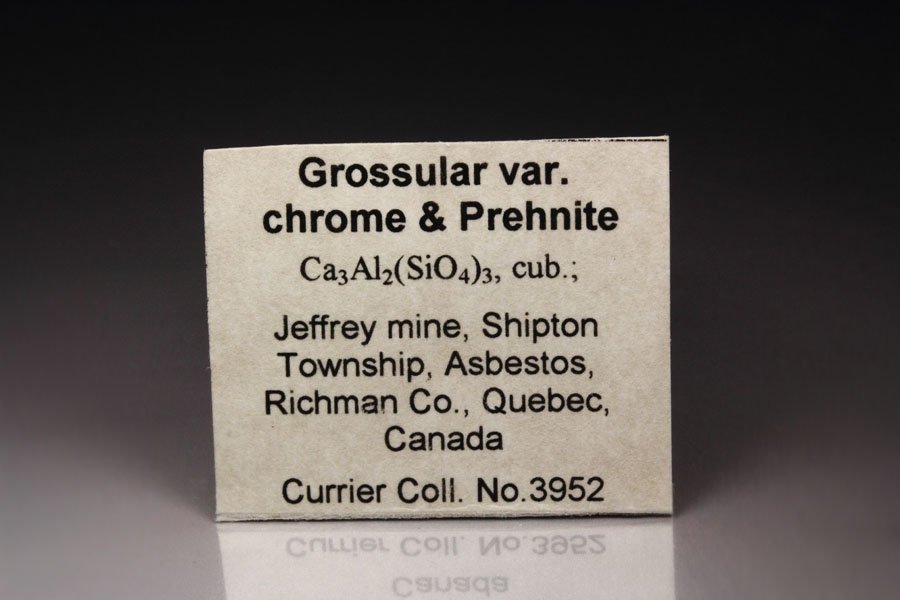 Grossular var.
chrome & Prehnite
Ca₃Al₂(SiO₄)₃, cub.;
Jeffrey mine, Shipton
Township, Asbestos,
Richman Co., Quebec,
Canada
Currier Coll. No.3952